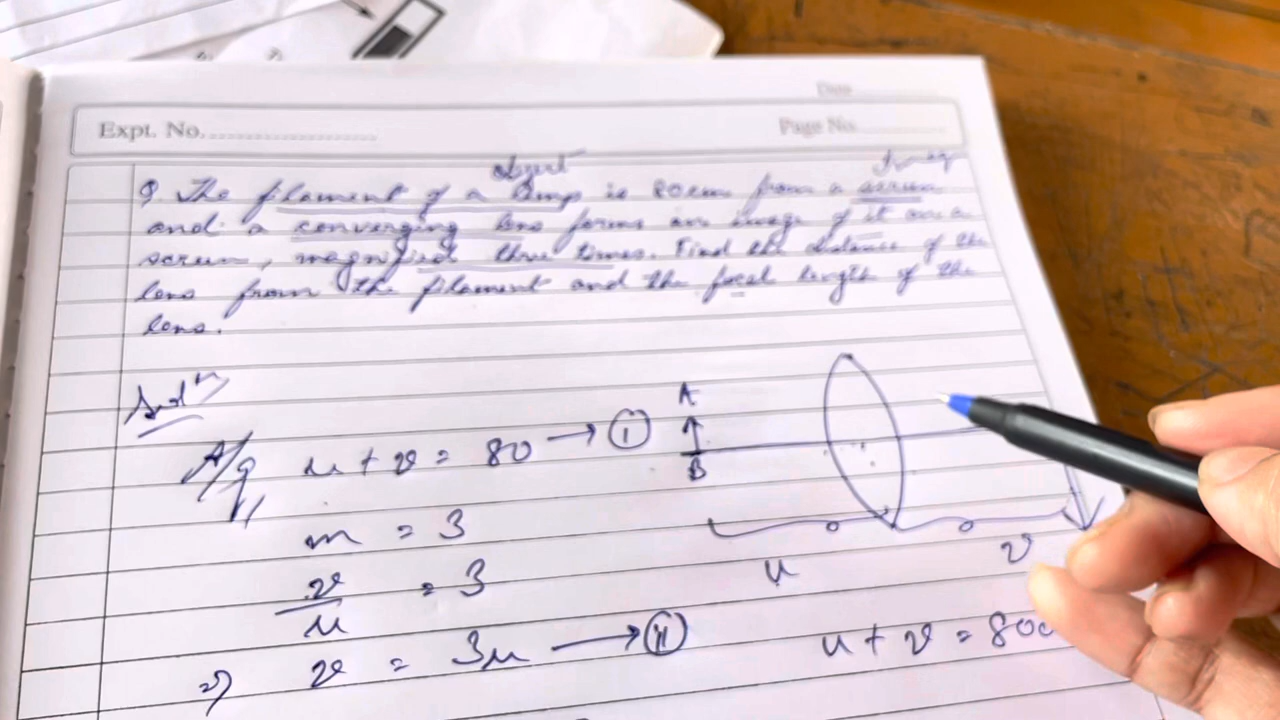 Date
Expt. No.
Page No.
Object
Image
Q. The filament of a lamp is 80cm from a screen
and a converging lens forms an image of it on a
screen, magnified three times. Find the distance of the
lens from the filament and the focal length of the
lens.
Solⁿ
A/q
u + v = 80 → (i)
A
B
m = 3
v/u = 3
u
v
⇒ v = 3u → (ii)
u + v = 80c